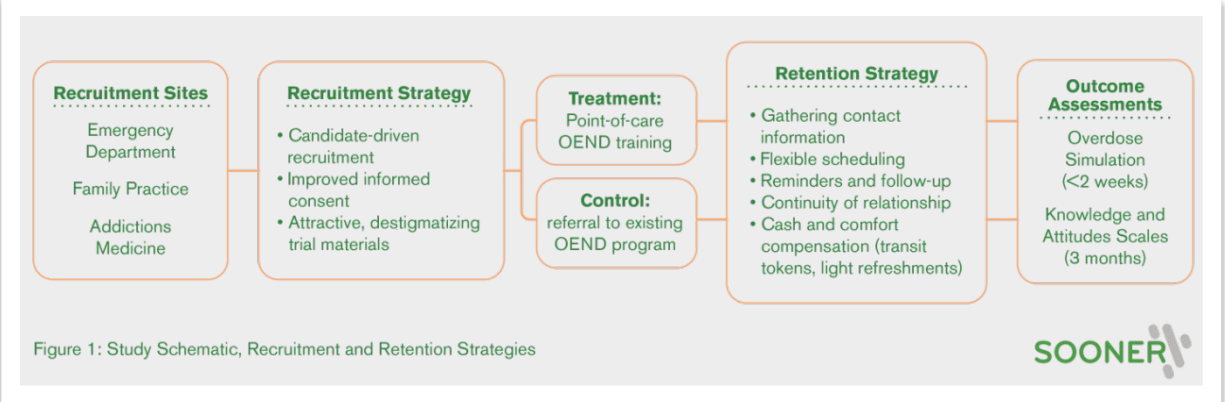 Recruitment Sites
Emergency
Department
Family Practice
Addictions
Medicine
Recruitment Strategy
• Candidate-driven
recruitment
• Improved informed
consent
• Attractive, destigmatizing
trial materials
Treatment:
Point-of-care
OEND training
Control:
referral to existing
OEND program
Retention Strategy
• Gathering contact
information
• Flexible scheduling
• Reminders and follow-up
• Continuity of relationship
• Cash and comfort
compensation (transit
tokens, light refreshments)
Outcome
Assessments
Overdose
Simulation
(<2 weeks)
Knowledge and
Attitudes Scales
(3 months)
Figure 1: Study Schematic, Recruitment and Retention Strategies
SOONER